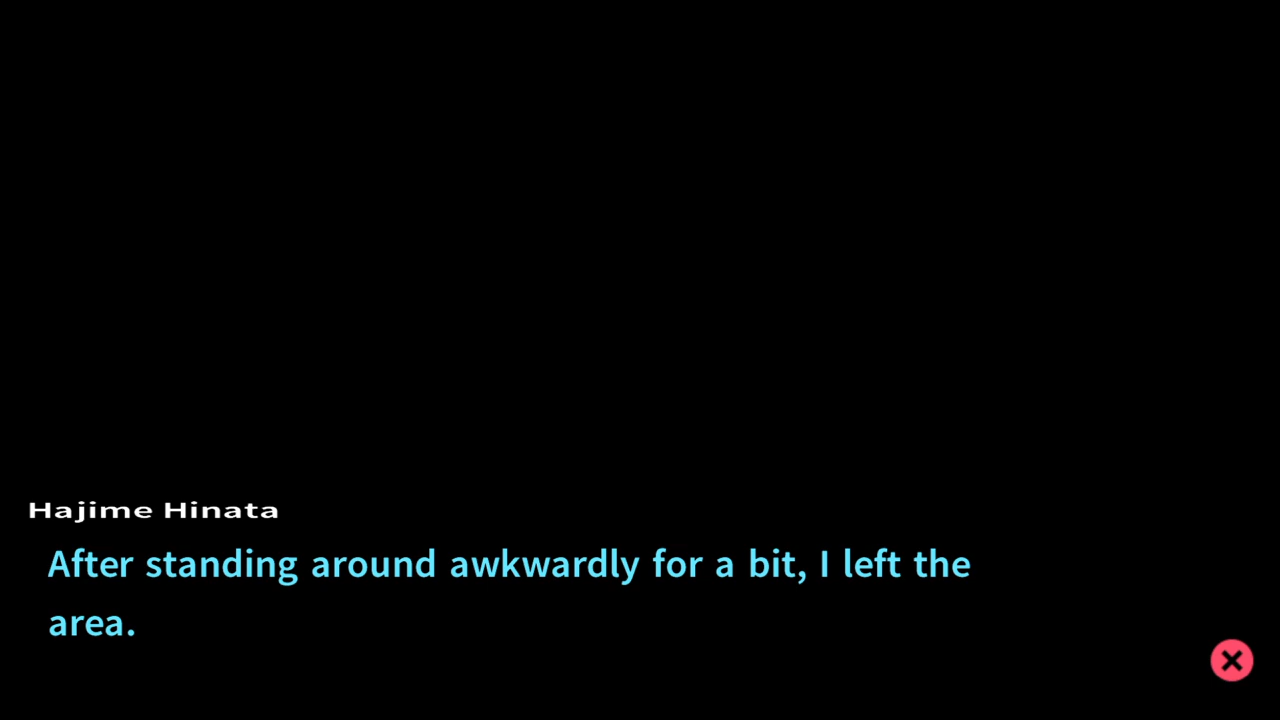 Hajime Hinata
After standing around awkwardly for a bit, I left the
area.